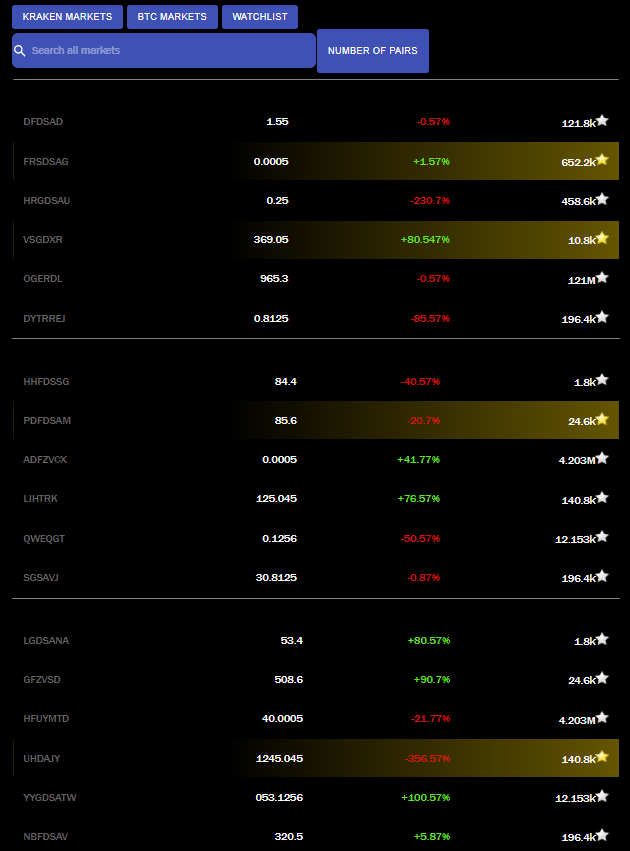 KRAKEN MARKETS BTC MARKETS WATCHLIST
Search all markets NUMBER OF PAIRS
DFDSAD 1.55 -0.57% 121.8k
FRSDSAG 0.0005 +1.57% 652.2k
HRGDSAU 0.25 -230.7% 458.6k
VSGDXR 369.05 +80.547% 10.8k
OGERDL 965.3 -0.57% 121M
DYTRREJ 0.8125 -85.57% 196.4k
HHFDSSG 84.4 -40.57% 1.8k
PDFDSAM 85.6 -20.7% 24.6k
ADFZVCX 0.0005 +41.77% 4.203M
LIHTRK 125.045 +76.57% 140.8k
QWEQGT 0.1256 -50.57% 12.153k
SGSAVJ 30.8125 -0.87% 196.4k
LGDSANA 53.4 +80.57% 1.8k
GFZVSD 508.6 +90.7% 24.6k
HFUYMTD 40.0005 -21.77% 4.203M
UHDAJY 1245.045 -356.57% 140.8k
YYGDSATW 053.1256 +100.57% 12.153k
NBFDSAV 320.5 +5.87% 196.4k